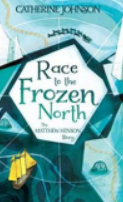 CATHERINE JOHNSON
Race
to the
Frozen
North
The
MATTHEW HENSON
Story